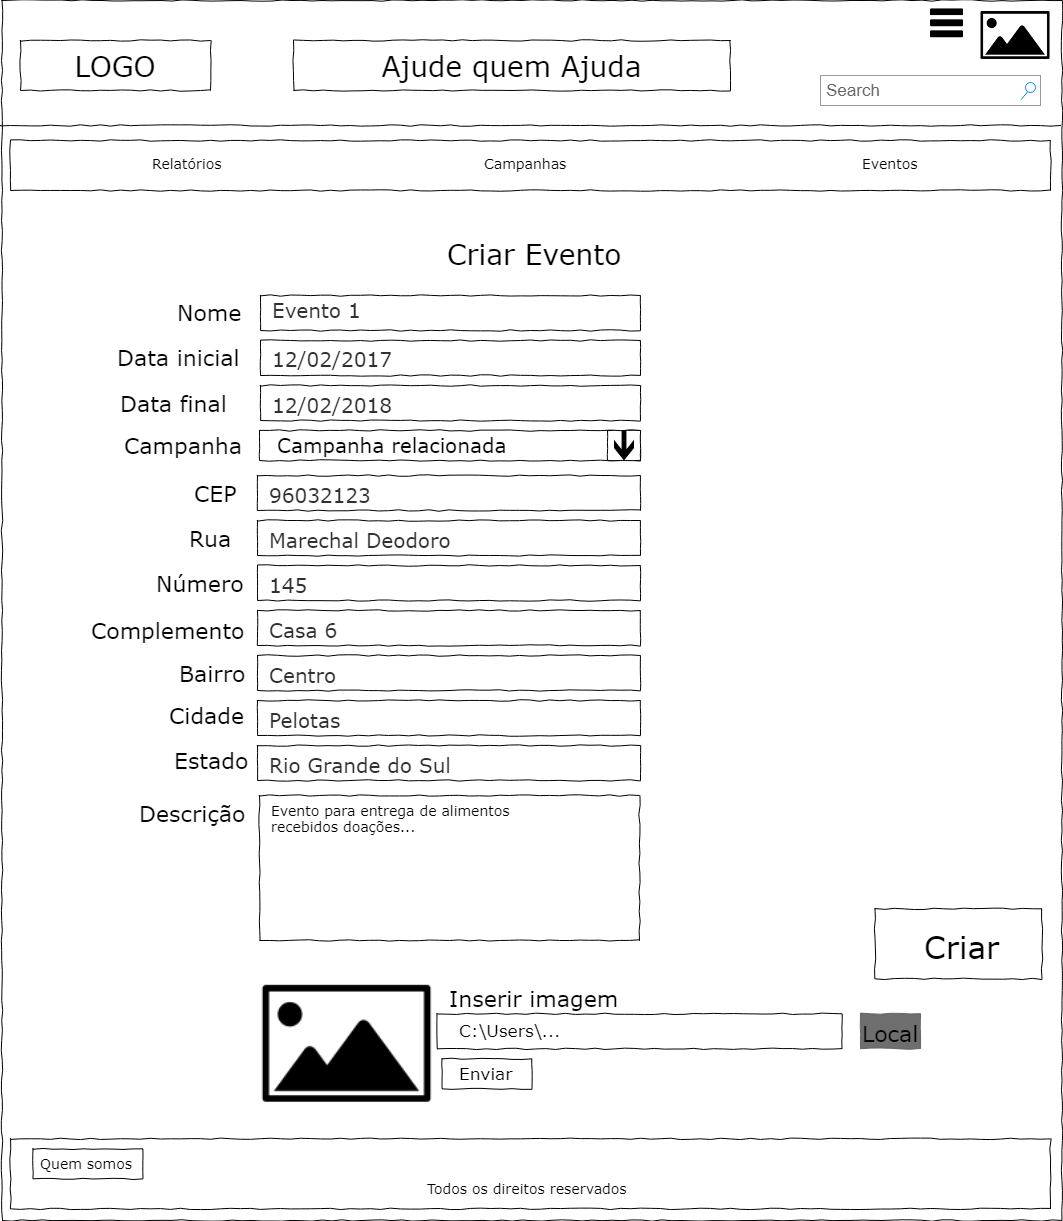 LOGO
Ajude quem Ajuda
Search
Relatórios
Campanhas
Eventos
Criar Evento
Nome
Evento 1
Data inicial
12/02/2017
Data final
12/02/2018
Campanha
Campanha relacionada
CEP
96032123
Rua
Marechal Deodoro
Número
145
Complemento
Casa 6
Bairro
Centro
Cidade
Pelotas
Estado
Rio Grande do Sul
Descrição
Evento para entrega de alimentos
recebidos doações...
Criar
Inserir imagem
C:\Users\...
Local
Enviar
Quem somos
Todos os direitos reservados